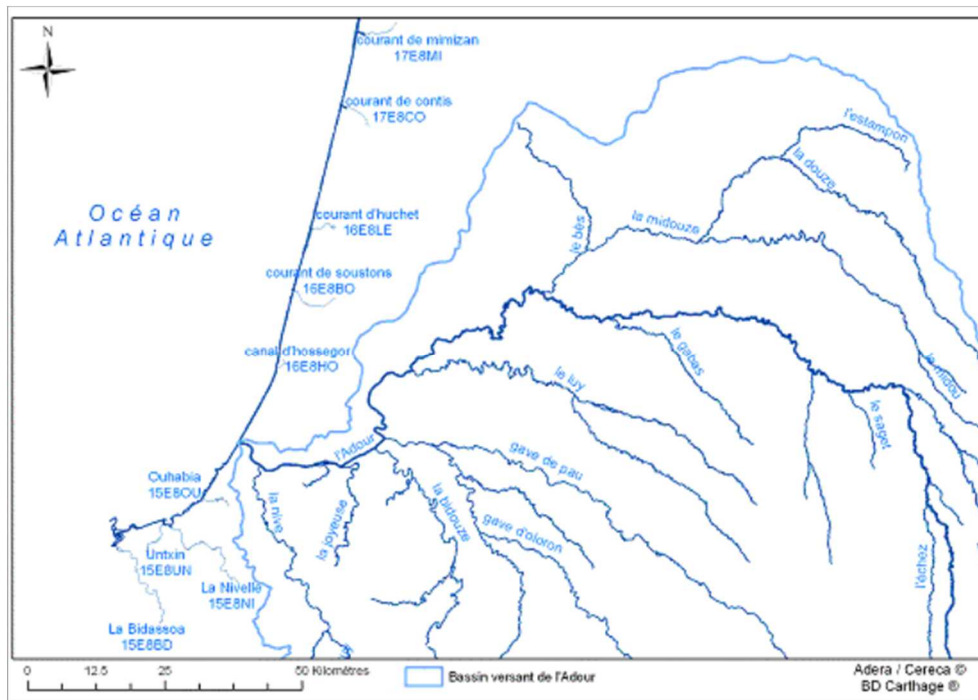 N
courant de mimizan
17E8MI
courant de contis
17E8CO
l'estampon
la douze
Océan
Atlantique
courant d'huchet
16E8LE
la midouze
le bès
courant de soustons
16E8BO
canal d'hossegor
16E8HO
le gabas
le luy
la midou
le saget
l'Adour
gave de pau
Ouhabia
15E8OU
la nive
la joyeuse
la bidouze
gave d'oloron
Untxin
15E8UN
La Nivelle
15E8NI
l'échez
La Bidassoa
15E8BD
0 12.5 25 50 Kilomètres
Bassin versant de l'Adour
Adera / Cereca ©
BD Carthage ®